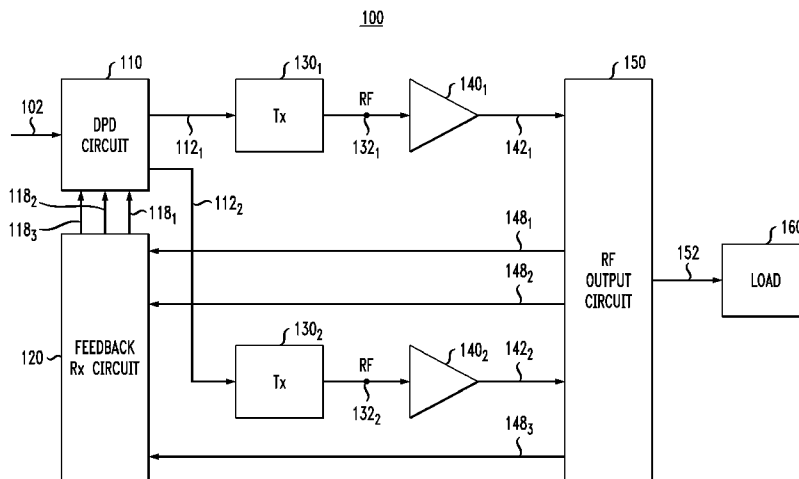 100
110
102
DPD
CIRCUIT
112₁
130₁
Tx
RF
132₁
140₁
142₁
150
118₂
118₃
118₁
112₂
148₁
148₂
RF
OUTPUT
CIRCUIT
152
160
LOAD
120
FEEDBACK
Rx CIRCUIT
130₂
Tx
RF
132₂
140₂
142₂
148₃